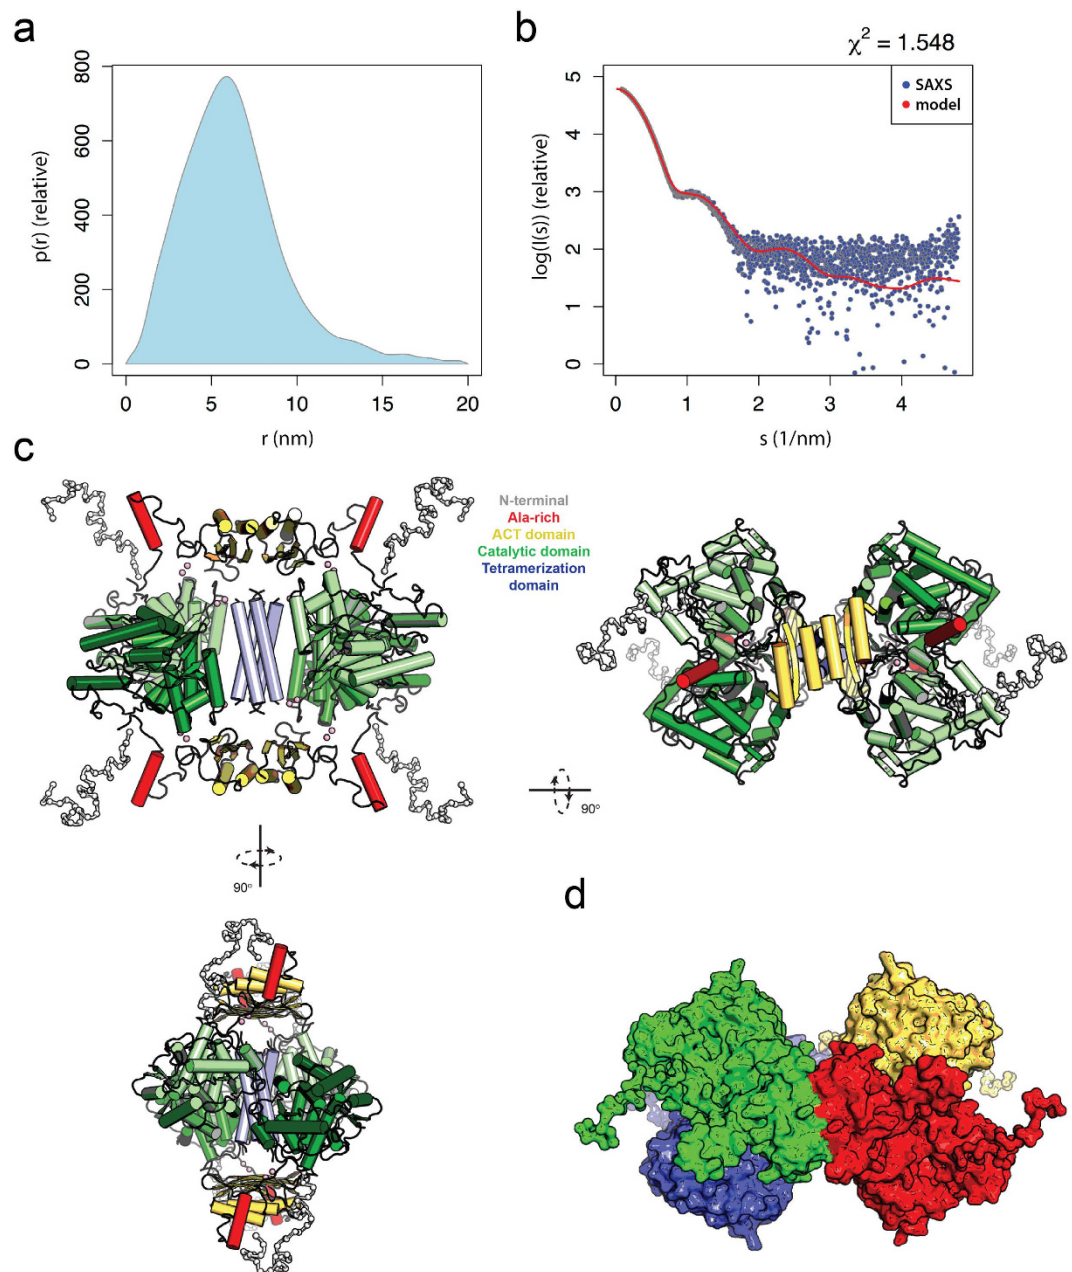 a
800
600
400
200
0
p(r) (relative)
0 5 10 15 20
r (nm)
b
χ² = 1.548
SAXS
model
5
4
3
2
1
0
log(I(s)) (relative)
0 1 2 3 4
s (1/nm)
c
N-terminal
Ala-rich
ACT domain
Catalytic domain
Tetramerization
domain
90°
90°
d